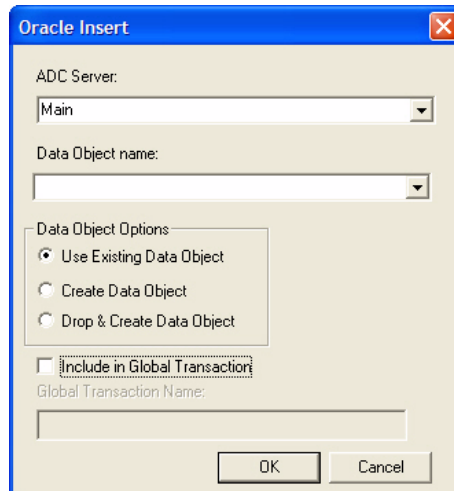 Oracle Insert
ADC Server:
Main
Data Object name:
Data Object Options
Use Existing Data Object
Create Data Object
Drop & Create Data Object
Include in Global Transaction
Global Transaction Name:
OK Cancel